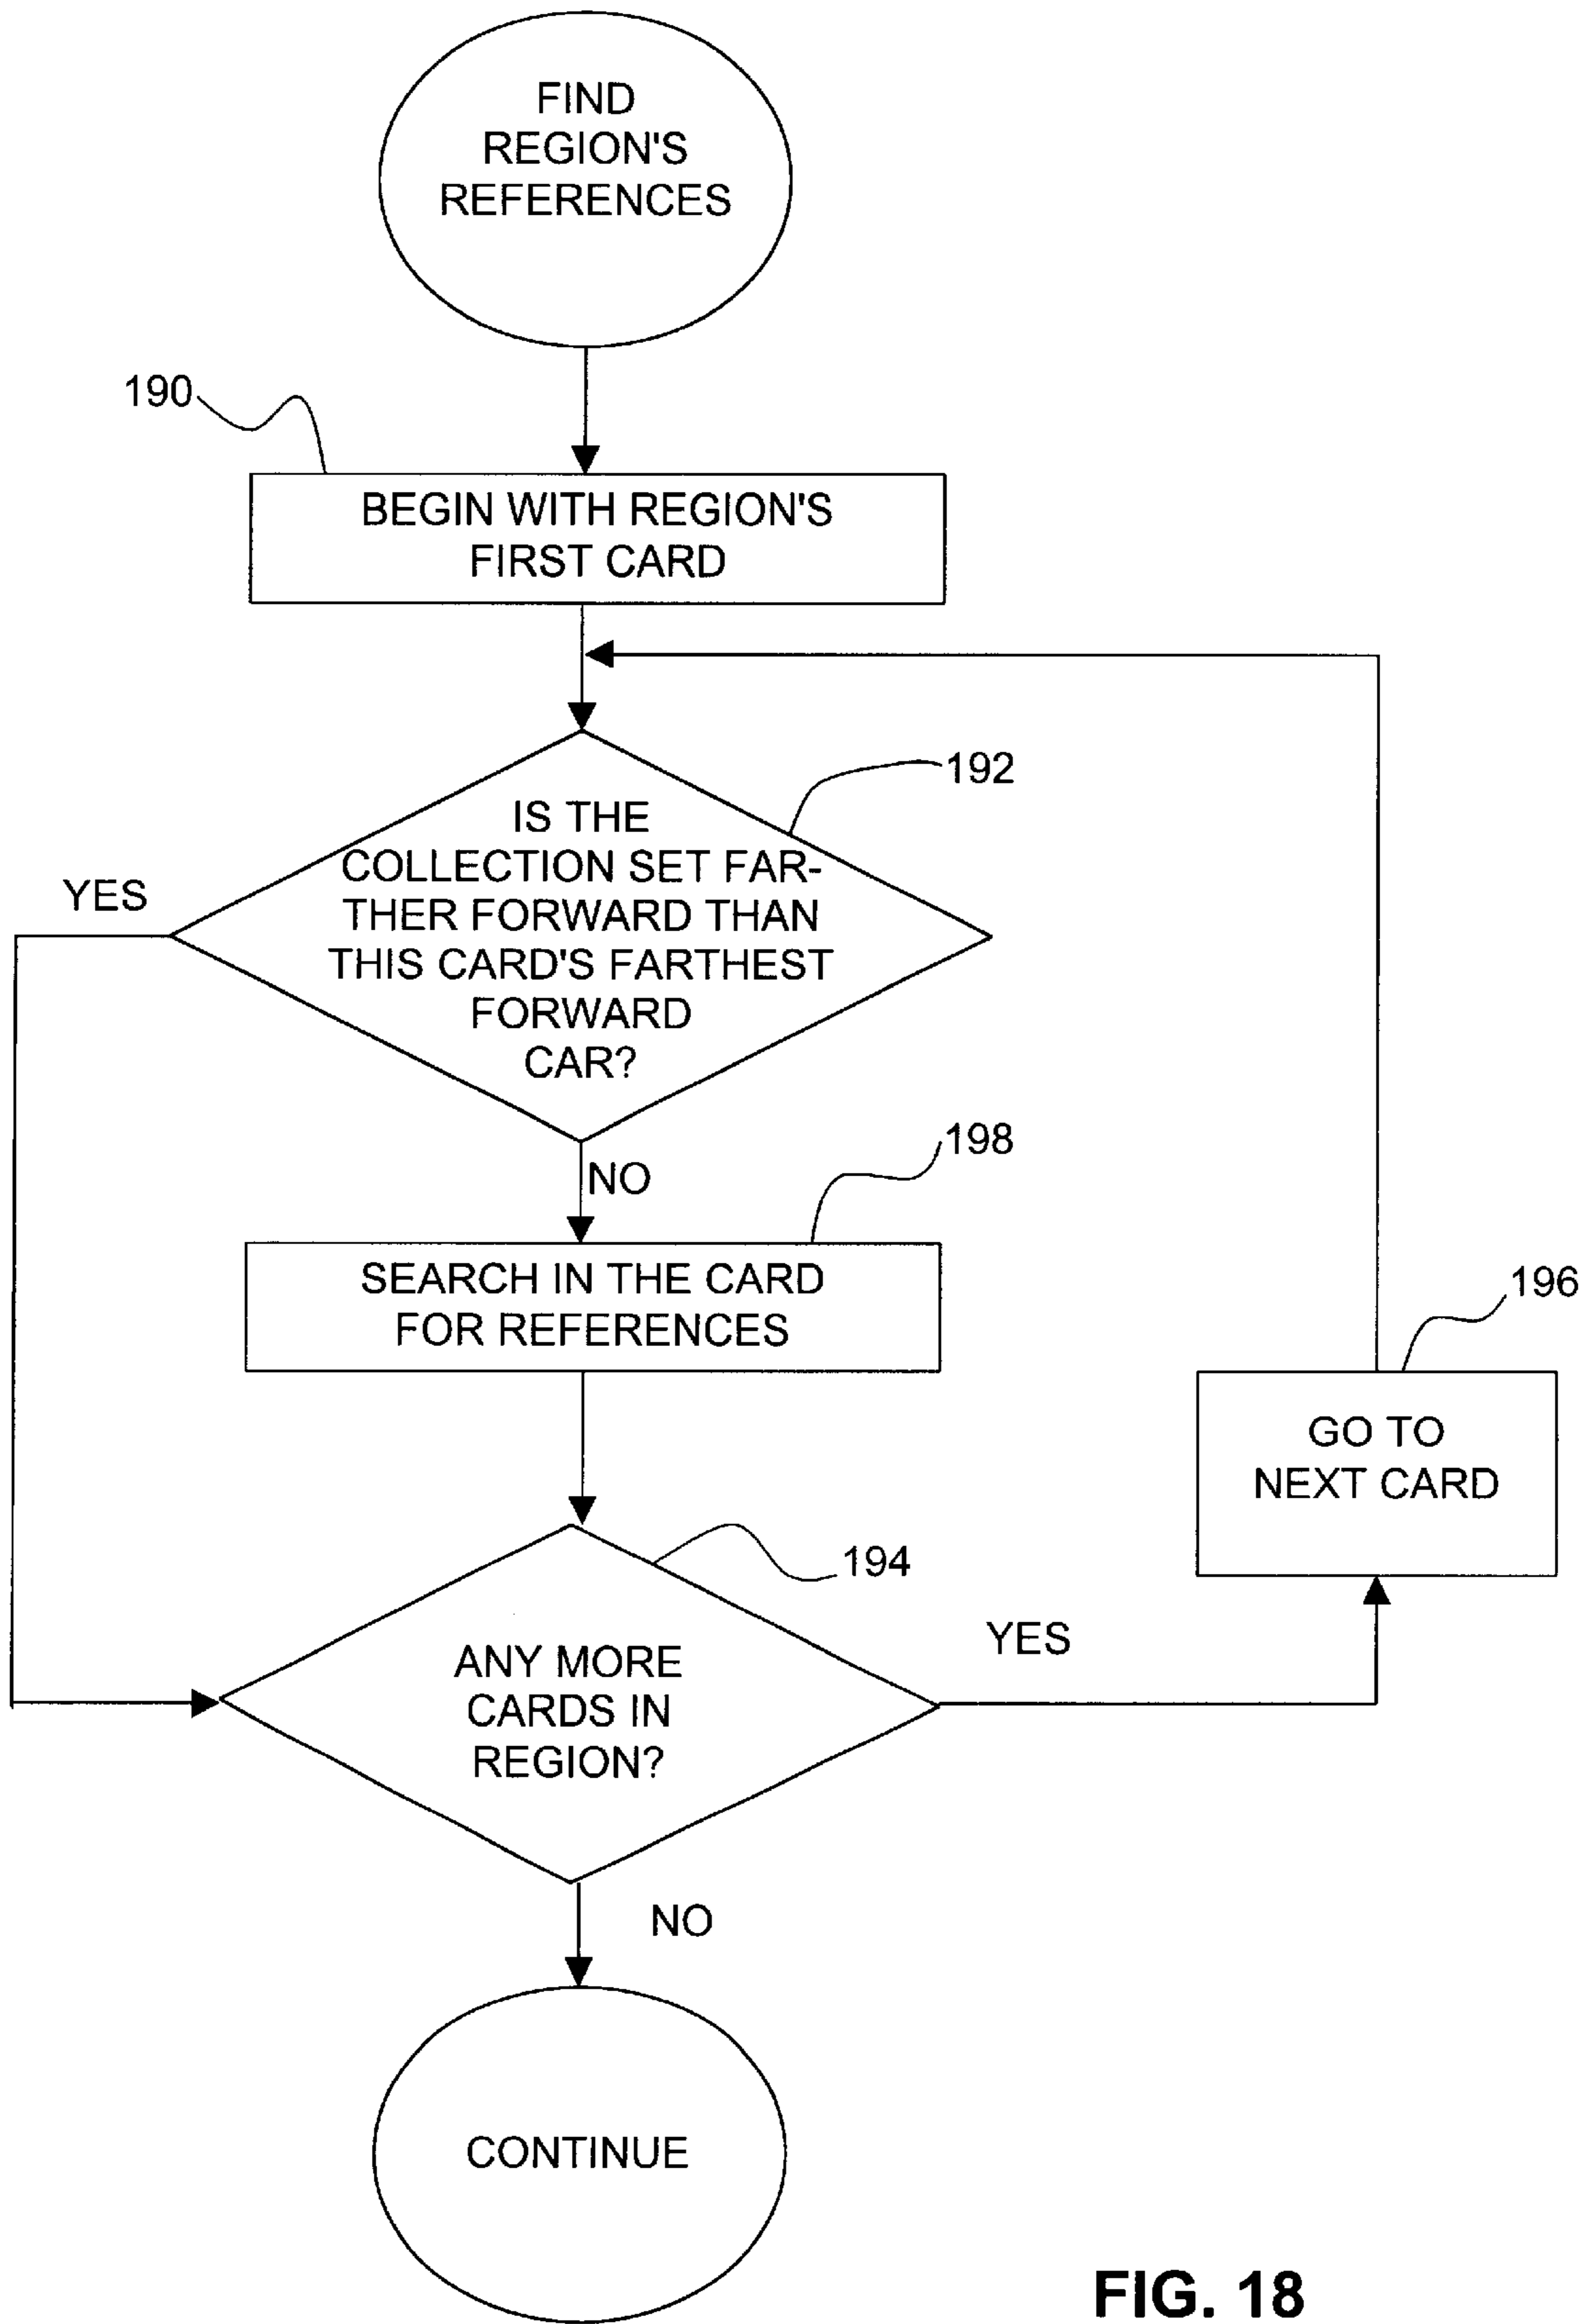 FIND
REGION'S
REFERENCES
190
BEGIN WITH REGION'S
FIRST CARD
192
IS THE
COLLECTION SET FAR-
THER FORWARD THAN
THIS CARD'S FARTHEST
FORWARD
CAR?
YES
NO
198
SEARCH IN THE CARD
FOR REFERENCES
196
GO TO
NEXT CARD
194
ANY MORE
CARDS IN
REGION?
YES
NO
CONTINUE
FIG. 18